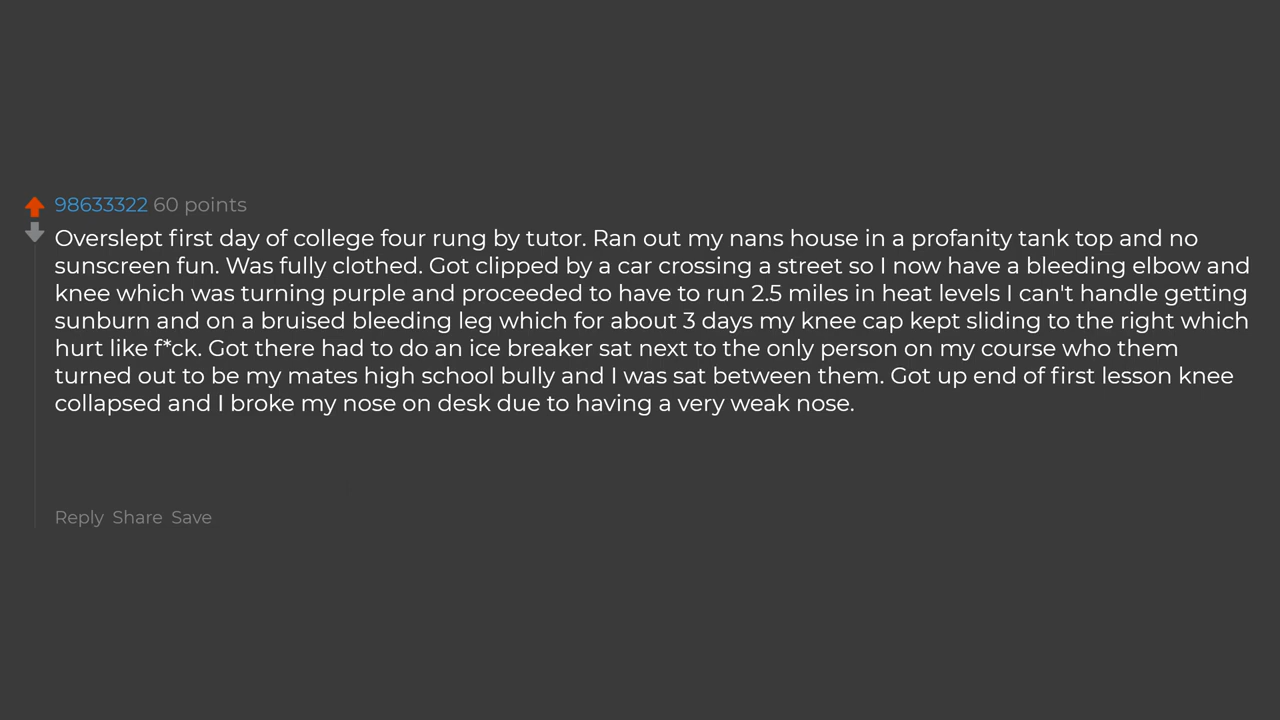 98633322 60 points
Overslept first day of college four rung by tutor. Ran out my nans house in a profanity tank top and no
sunscreen fun. Was fully clothed. Got clipped by a car crossing a street so I now have a bleeding elbow and
knee which was turning purple and proceeded to have to run 2.5 miles in heat levels I can't handle getting
sunburn and on a bruised bleeding leg which for about 3 days my knee cap kept sliding to the right which
hurt like f*ck. Got there had to do an ice breaker sat next to the only person on my course who them
turned out to be my mates high school bully and I was sat between them. Got up end of first lesson knee
collapsed and I broke my nose on desk due to having a very weak nose.
Reply Share Save